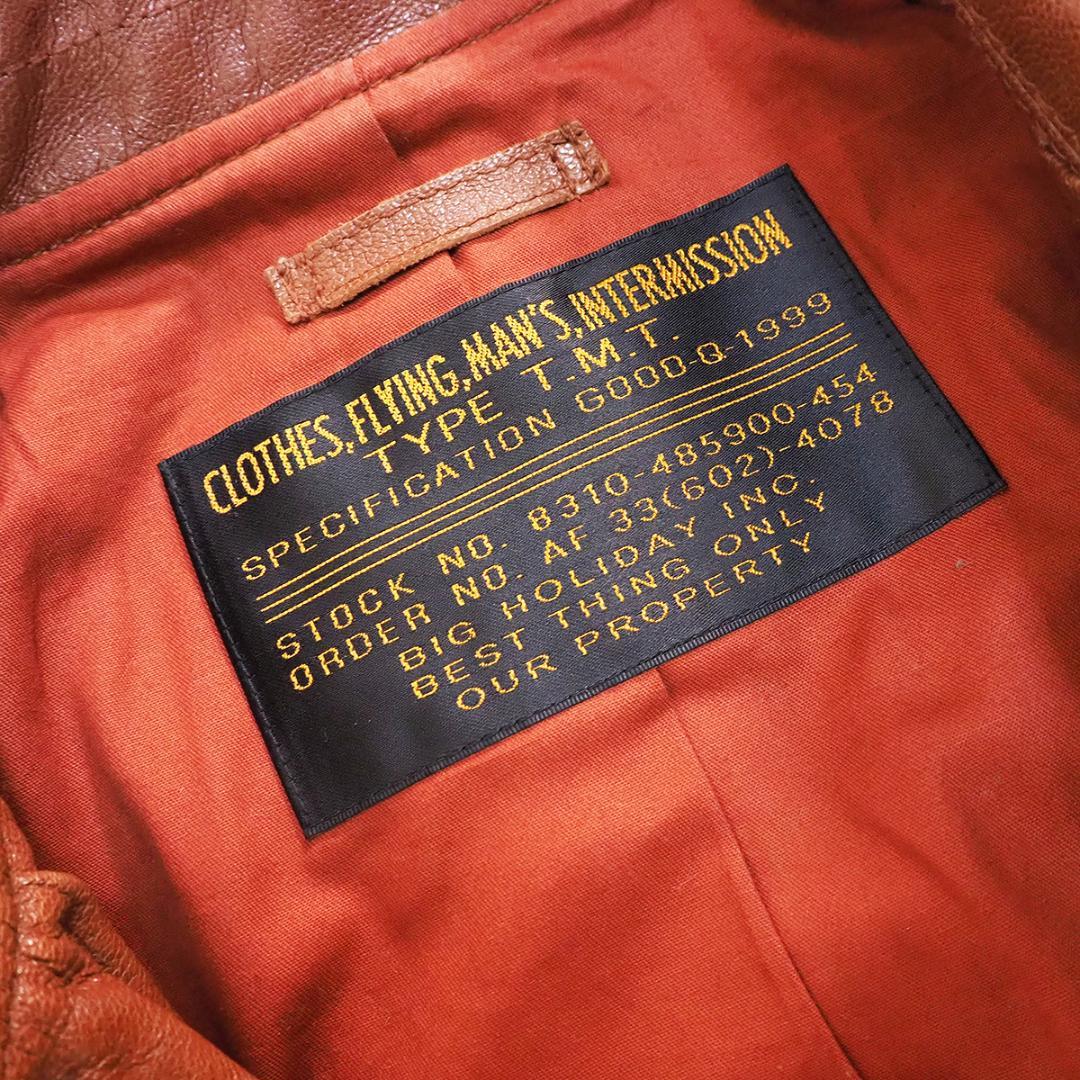 CLOTHES,FLYING,MAN'S,INTERMISSION
TYPE T.M.T.
SPECIFICATION GOOD-Q-1999
STOCK NO. 8310-485900-454
ORDER NO. AF 33(602)-4078
BIG HOLIDAY INC.
BEST THING ONLY
OUR PROPERTY